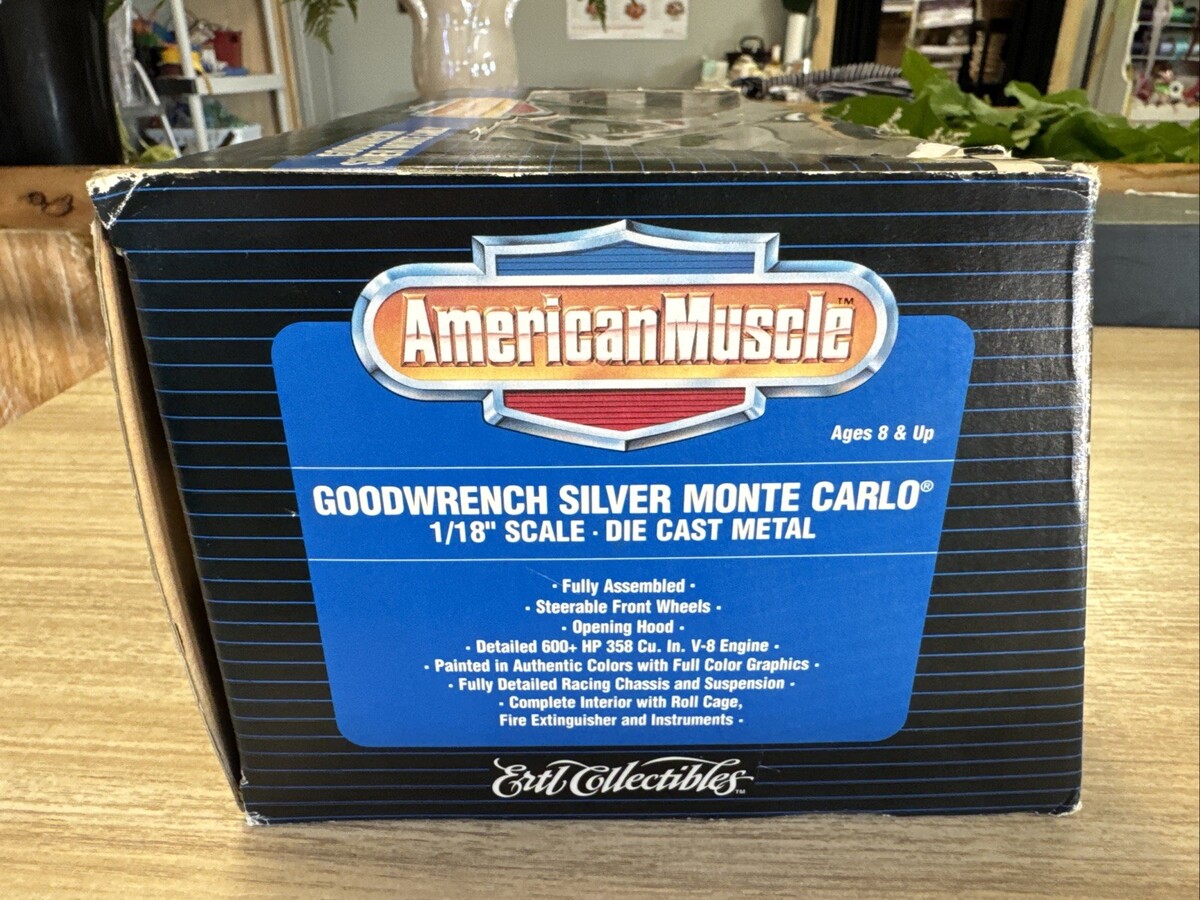 AmericanMuscle™
Ages 8 & Up
GOODWRENCH SILVER MONTE CARLO®
1/18" SCALE · DIE CAST METAL
· Fully Assembled ·
· Steerable Front Wheels ·
· Opening Hood ·
· Detailed 600+ HP 358 Cu. In. V-8 Engine ·
· Painted in Authentic Colors with Full Color Graphics ·
· Fully Detailed Racing Chassis and Suspension ·
· Complete Interior with Roll Cage,
Fire Extinguisher and Instruments ·
Ertl Collectibles™